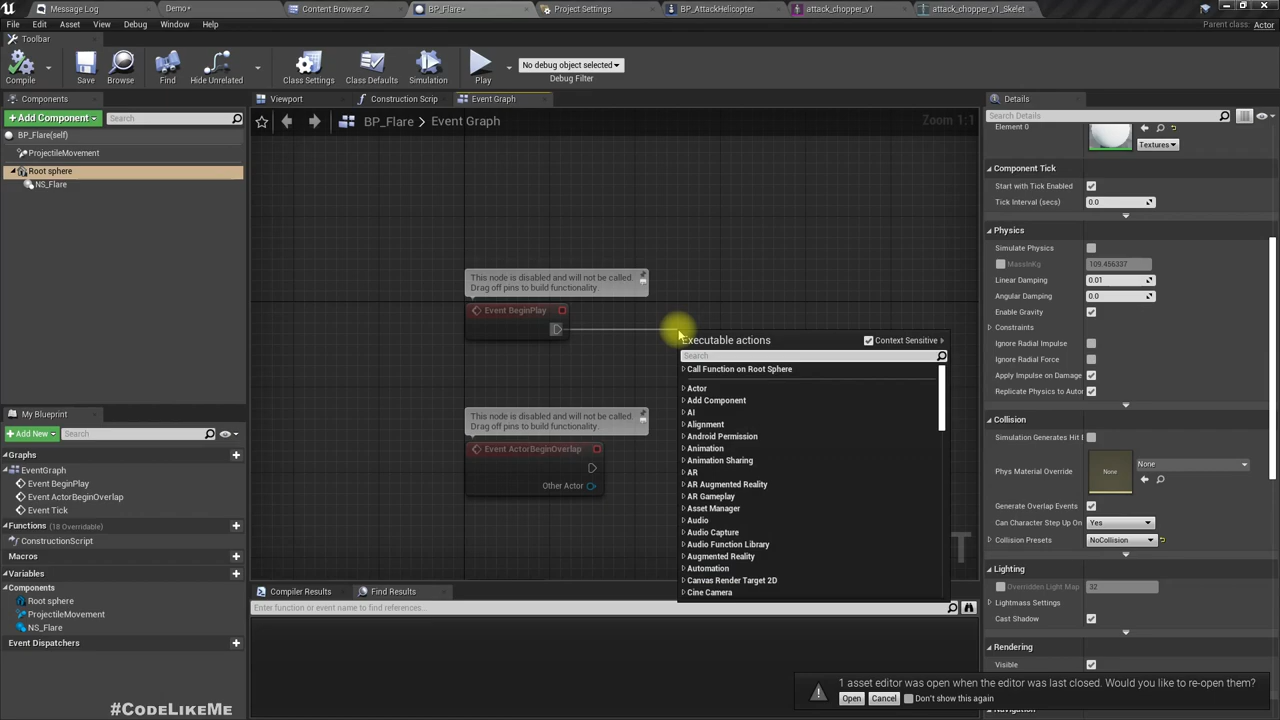 Message Log
Demo*
Content Browser 2
BP_Flare*
Project Settings
BP_AttackHelicopter
attack_chopper_v1
attack_chopper_v1_Skelet
File Edit Asset View Debug Window Help
Parent class: Actor
Toolbar
Compile
Save
Browse
Find
Hide Unrelated
Class Settings
Class Defaults
Simulation
Play
No debug object selected
Debug Filter
Components
+Add Component
Search
BP_Flare(self)
ProjectileMovement
Root sphere
NS_Flare
My Blueprint
+Add New
Search
Graphs
EventGraph
Event BeginPlay
Event ActorBeginOverlap
Event Tick
Functions (18 Overridable)
ConstructionScript
Macros
Variables
Components
Root sphere
ProjectileMovement
NS_Flare
Event Dispatchers
Viewport
Construction Scrip
Event Graph
BP_Flare > Event Graph
Zoom 1:1
This node is disabled and will not be called.
Drag off pins to build functionality.
Event BeginPlay
This node is disabled and will not be called.
Drag off pins to build functionality.
Event ActorBeginOverlap
Other Actor
Executable actions
Context Sensitive
Search
Call Function on Root Sphere
Actor
Add Component
AI
Alignment
Android Permission
Animation
Animation Sharing
AR
AR Augmented Reality
AR Gameplay
Asset Manager
Audio
Audio Capture
Audio Function Library
Augmented Reality
Automation
Canvas Render Target 2D
Cine Camera
T
Compiler Results
Find Results
Enter function or event name to find references...
Details
Search Details
Element 0
Textures
Component Tick
Start with Tick Enabled
Tick Interval (secs) 0.0
Physics
Simulate Physics
MassInKg 109.456337
Linear Damping 0.01
Angular Damping 0.0
Enable Gravity
Constraints
Ignore Radial Impulse
Ignore Radial Force
Apply Impulse on Damage
Replicate Physics to Autor
Collision
Simulation Generates Hit
Phys Material Override
None
None
Generate Overlap Events
Can Character Step Up On Yes
Collision Presets NoCollision
Lighting
Overridden Light Map 32
Lightmass Settings
Cast Shadow
Rendering
Visible
1 asset editor was open when the editor was last closed. Would you like to re-open them?
Open Cancel Don't show this again
#CodeLikeMe